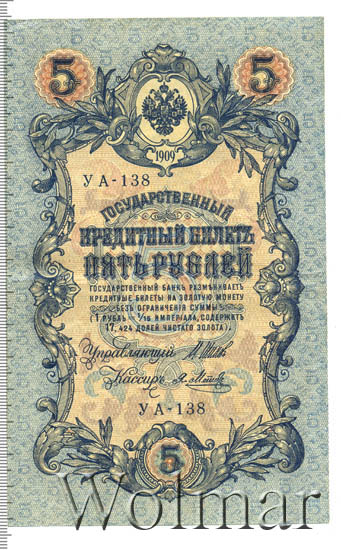 5 5
1909
УА-138
ГОСУДАРСТВЕННЫЙ
КРЕДИТНЫЙ БИЛЕТЪ
ПЯТЬ РУБЛЕЙ
ГОСУДАРСТВЕННЫЙ БАНКЪ РАЗМѢНИВАЕТЪ
КРЕДИТНЫЕ БИЛЕТЫ НА ЗОЛОТУЮ МОНЕТУ
БЕЗЪ ОГРАНИЧЕНІЯ СУММЫ
(1 РУБЛЬ = 1/15 ИМПЕРІАЛА, СОДЕРЖИТЪ
17,424 ДОЛЕЙ ЧИСТАГО ЗОЛОТА).
Управляющій
Кассиръ
УА-138
5
Wolmar